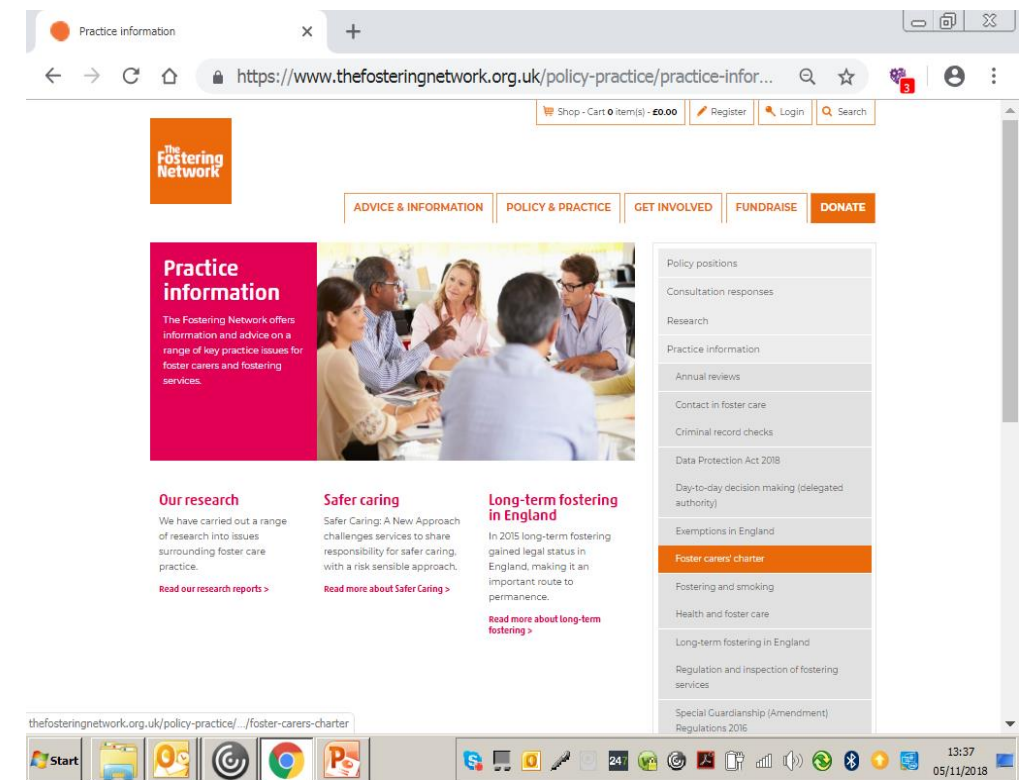 Practice information
https://www.thefosteringnetwork.org.uk/policy-practice/practice-infor...
3
Shop - Cart 0 item(s) - £0.00
Register
Login
Search
The
Fostering
Network
ADVICE & INFORMATION
POLICY & PRACTICE
GET INVOLVED
FUNDRAISE
DONATE
Practice
information
The Fostering Network offers
information and advice on a
range of key practice issues for
foster carers and fostering
services.
Our research
We have carried out a range
of research into issues
surrounding foster care
practice.
Read our research reports >
Safer caring
Safer Caring: A New Approach
challenges services to share
responsibility for safer caring,
with a risk sensible approach.
Read more about Safer Caring >
Long-term fostering
in England
In 2015 long-term fostering
gained legal status in
England, making it an
important route to
permanence.
Read more about long-term
fostering >
Policy positions
Consultation responses
Research
Practice information
Annual reviews
Contact in foster care
Criminal record checks
Data Protection Act 2018
Day-to-day decision making (delegated
authority)
Exemptions in England
Foster carers' charter
Fostering and smoking
Health and foster care
Long-term fostering in England
Regulation and inspection of fostering
services
Special Guardianship (Amendment)
Regulations 2016
thefosteringnetwork.org.uk/policy-practice/.../foster-carers-charter
Start
247
13:37
05/11/2018